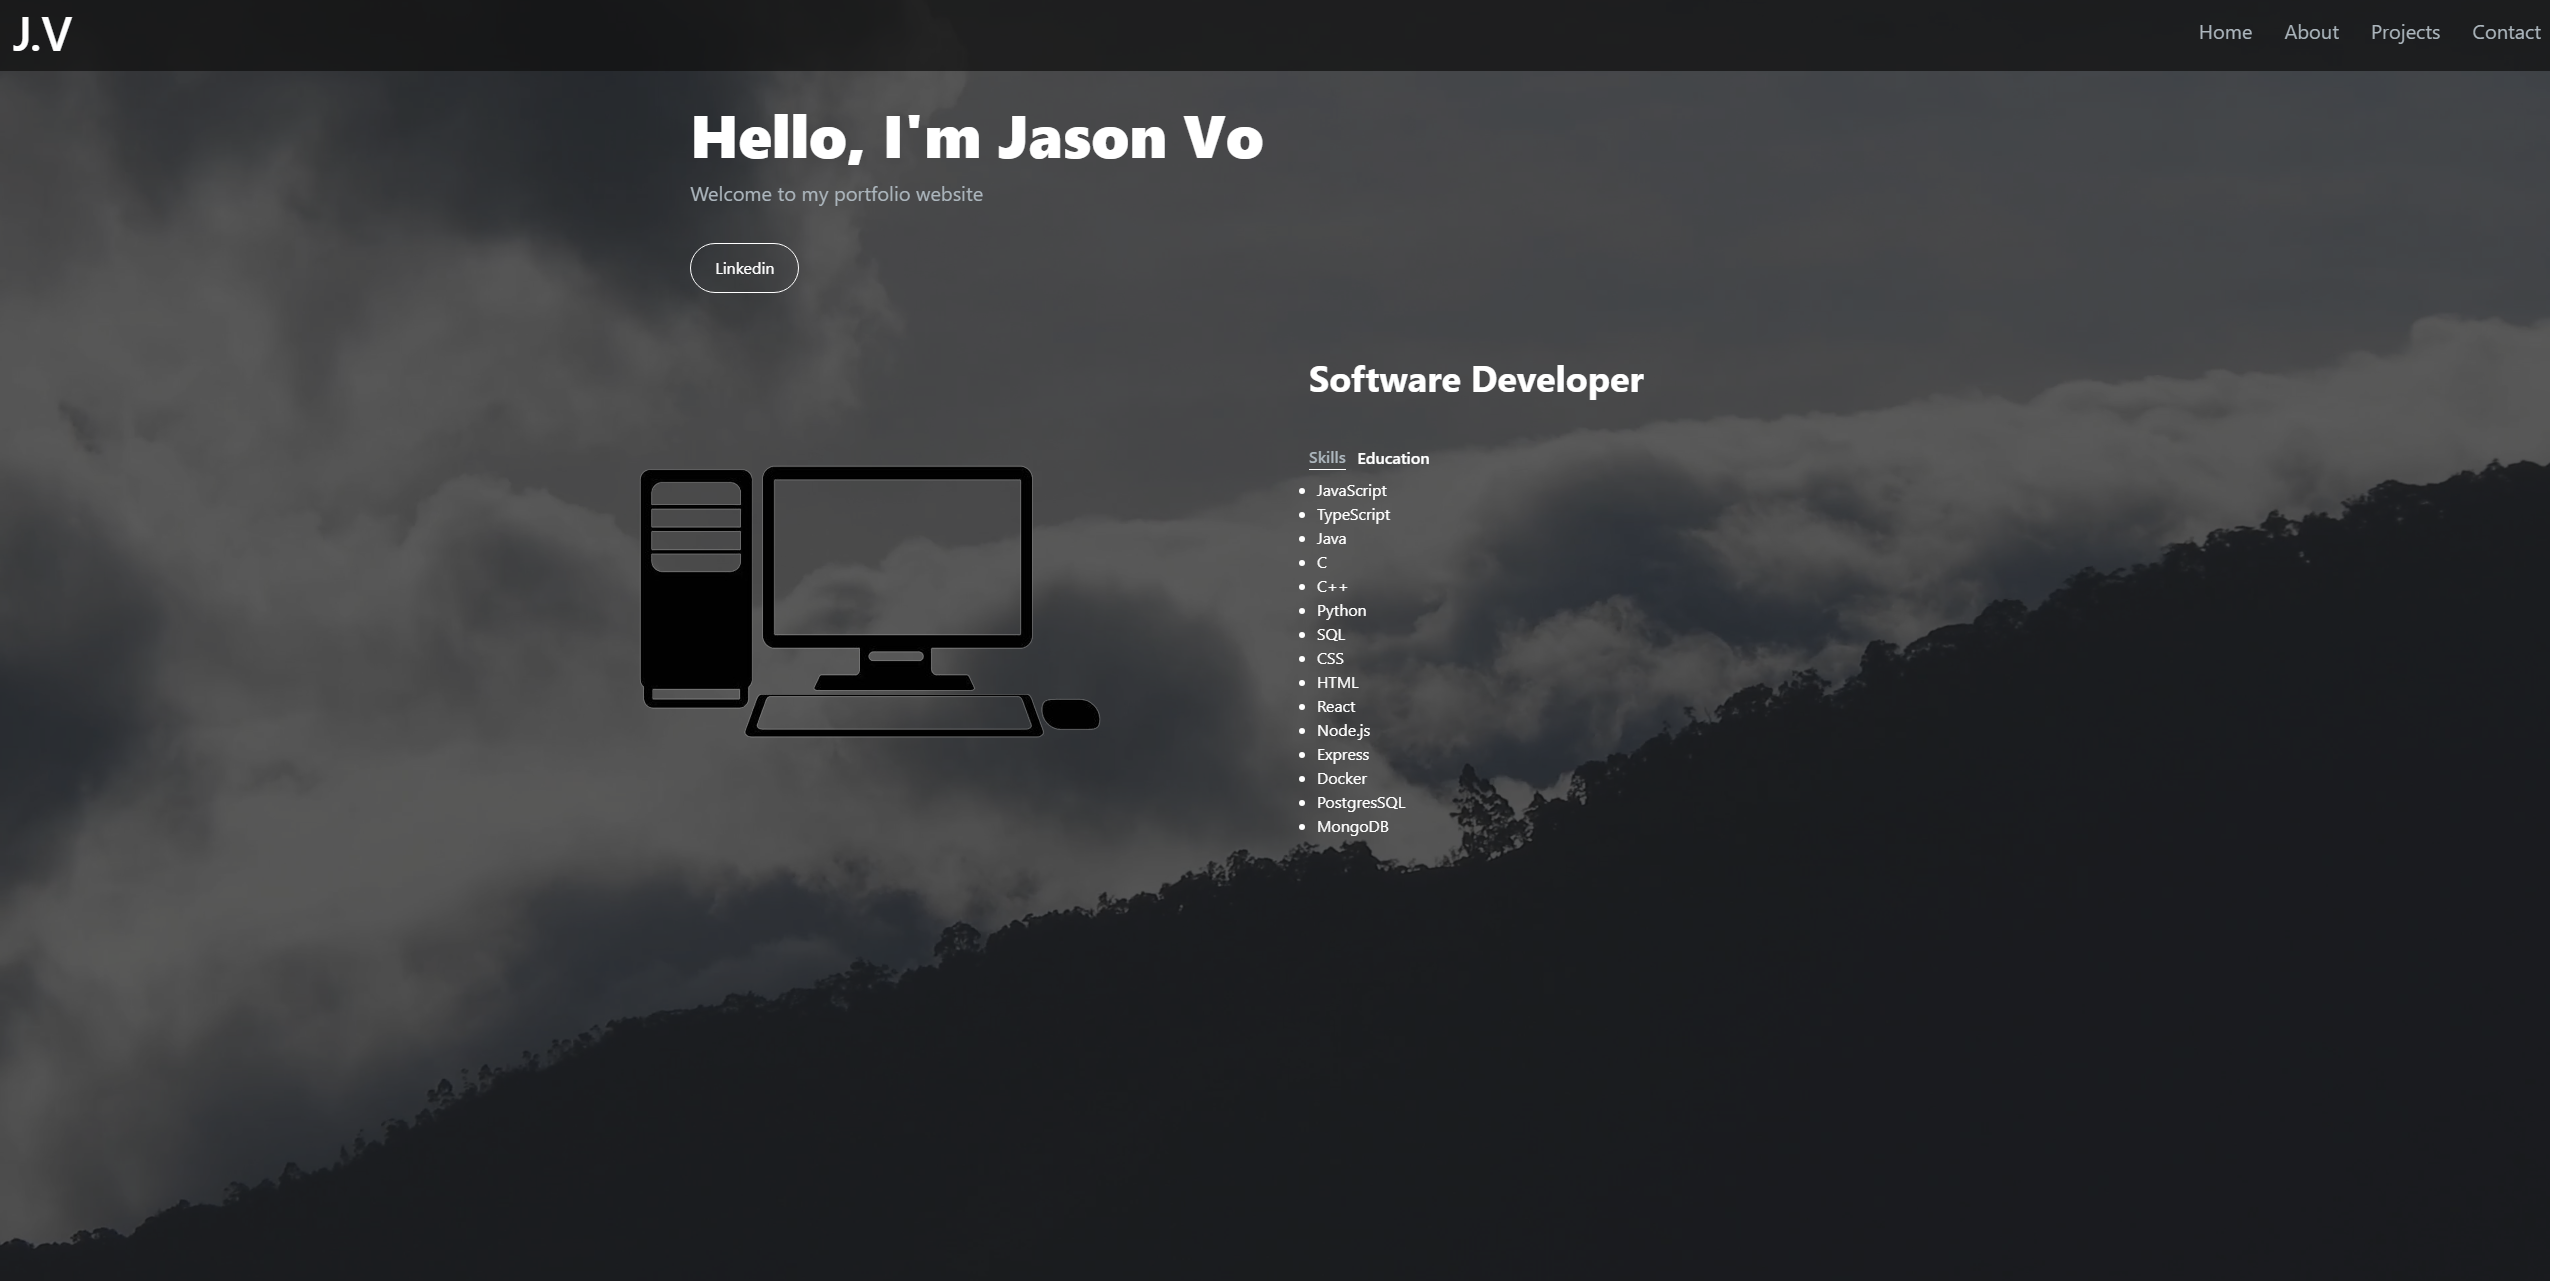 J.V
Home About Projects Contact
Hello, I'm Jason Vo
Welcome to my portfolio website
Linkedin
Software Developer
Skills Education
JavaScript
TypeScript
Java
C
C++
Python
SQL
CSS
HTML
React
Node.js
Express
Docker
PostgresSQL
MongoDB